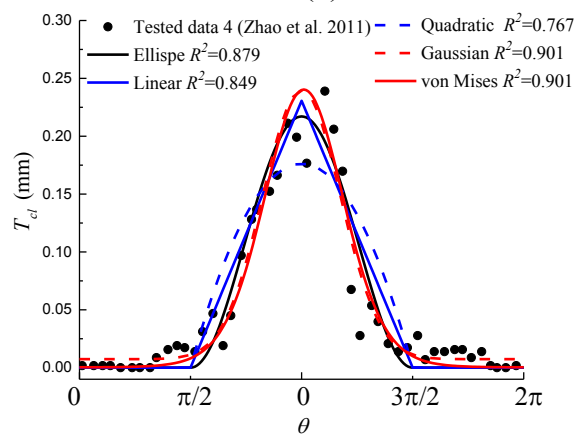 Tested data 4 (Zhao et al. 2011)
Ellispe R²=0.879
Linear R²=0.849
Quadratic R²=0.767
Gaussian R²=0.901
von Mises R²=0.901
T_cl (mm)
0.30
0.25
0.20
0.15
0.10
0.05
0.00
0 π/2 0 3π/2 2π
θ